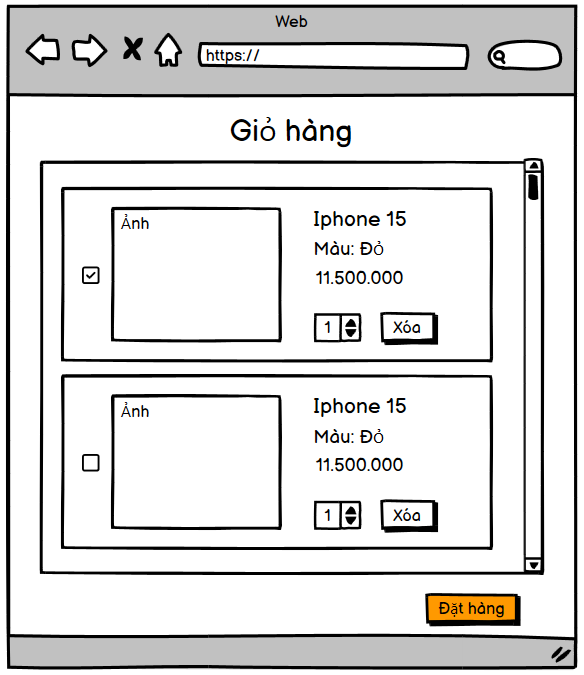 Web
https://
Giỏ hàng
Ảnh
Iphone 15
Màu: Đỏ
11.500.000
1
Xóa
Ảnh
Iphone 15
Màu: Đỏ
11.500.000
1
Xóa
Đặt hàng